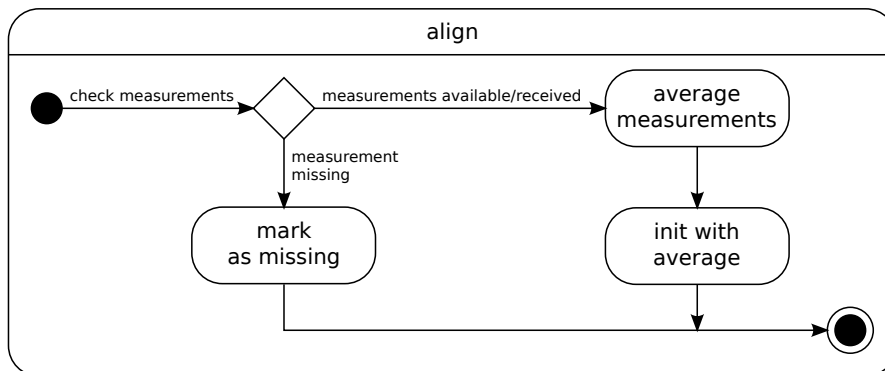 align
check measurements
measurements available/received
average
measurements
measurement
missing
mark
as missing
init with
average